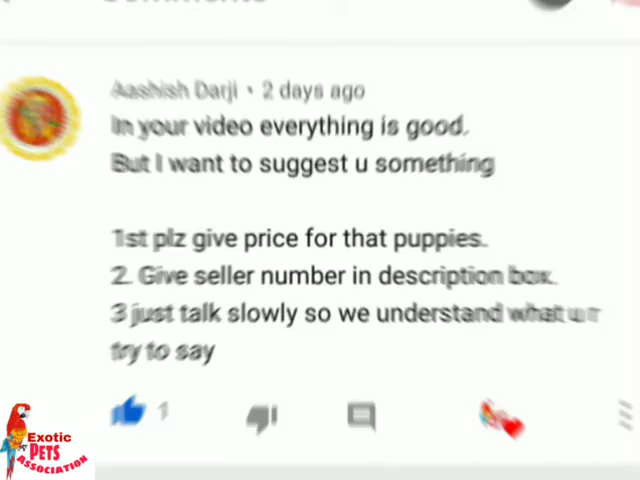 Aashish Darji • 2 days ago
In your video everything is good.
But I want to suggest u something
1st plz give price for that puppies.
2. Give seller number in description box.
3 just talk slowly so we understand what u r
try to say
1
Exotic
PETS
ASSOCIATION